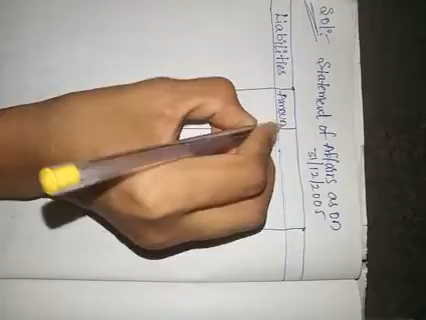 Sol:-
Statement of Affairs as on
31/12/2005
Liabilities Amoun